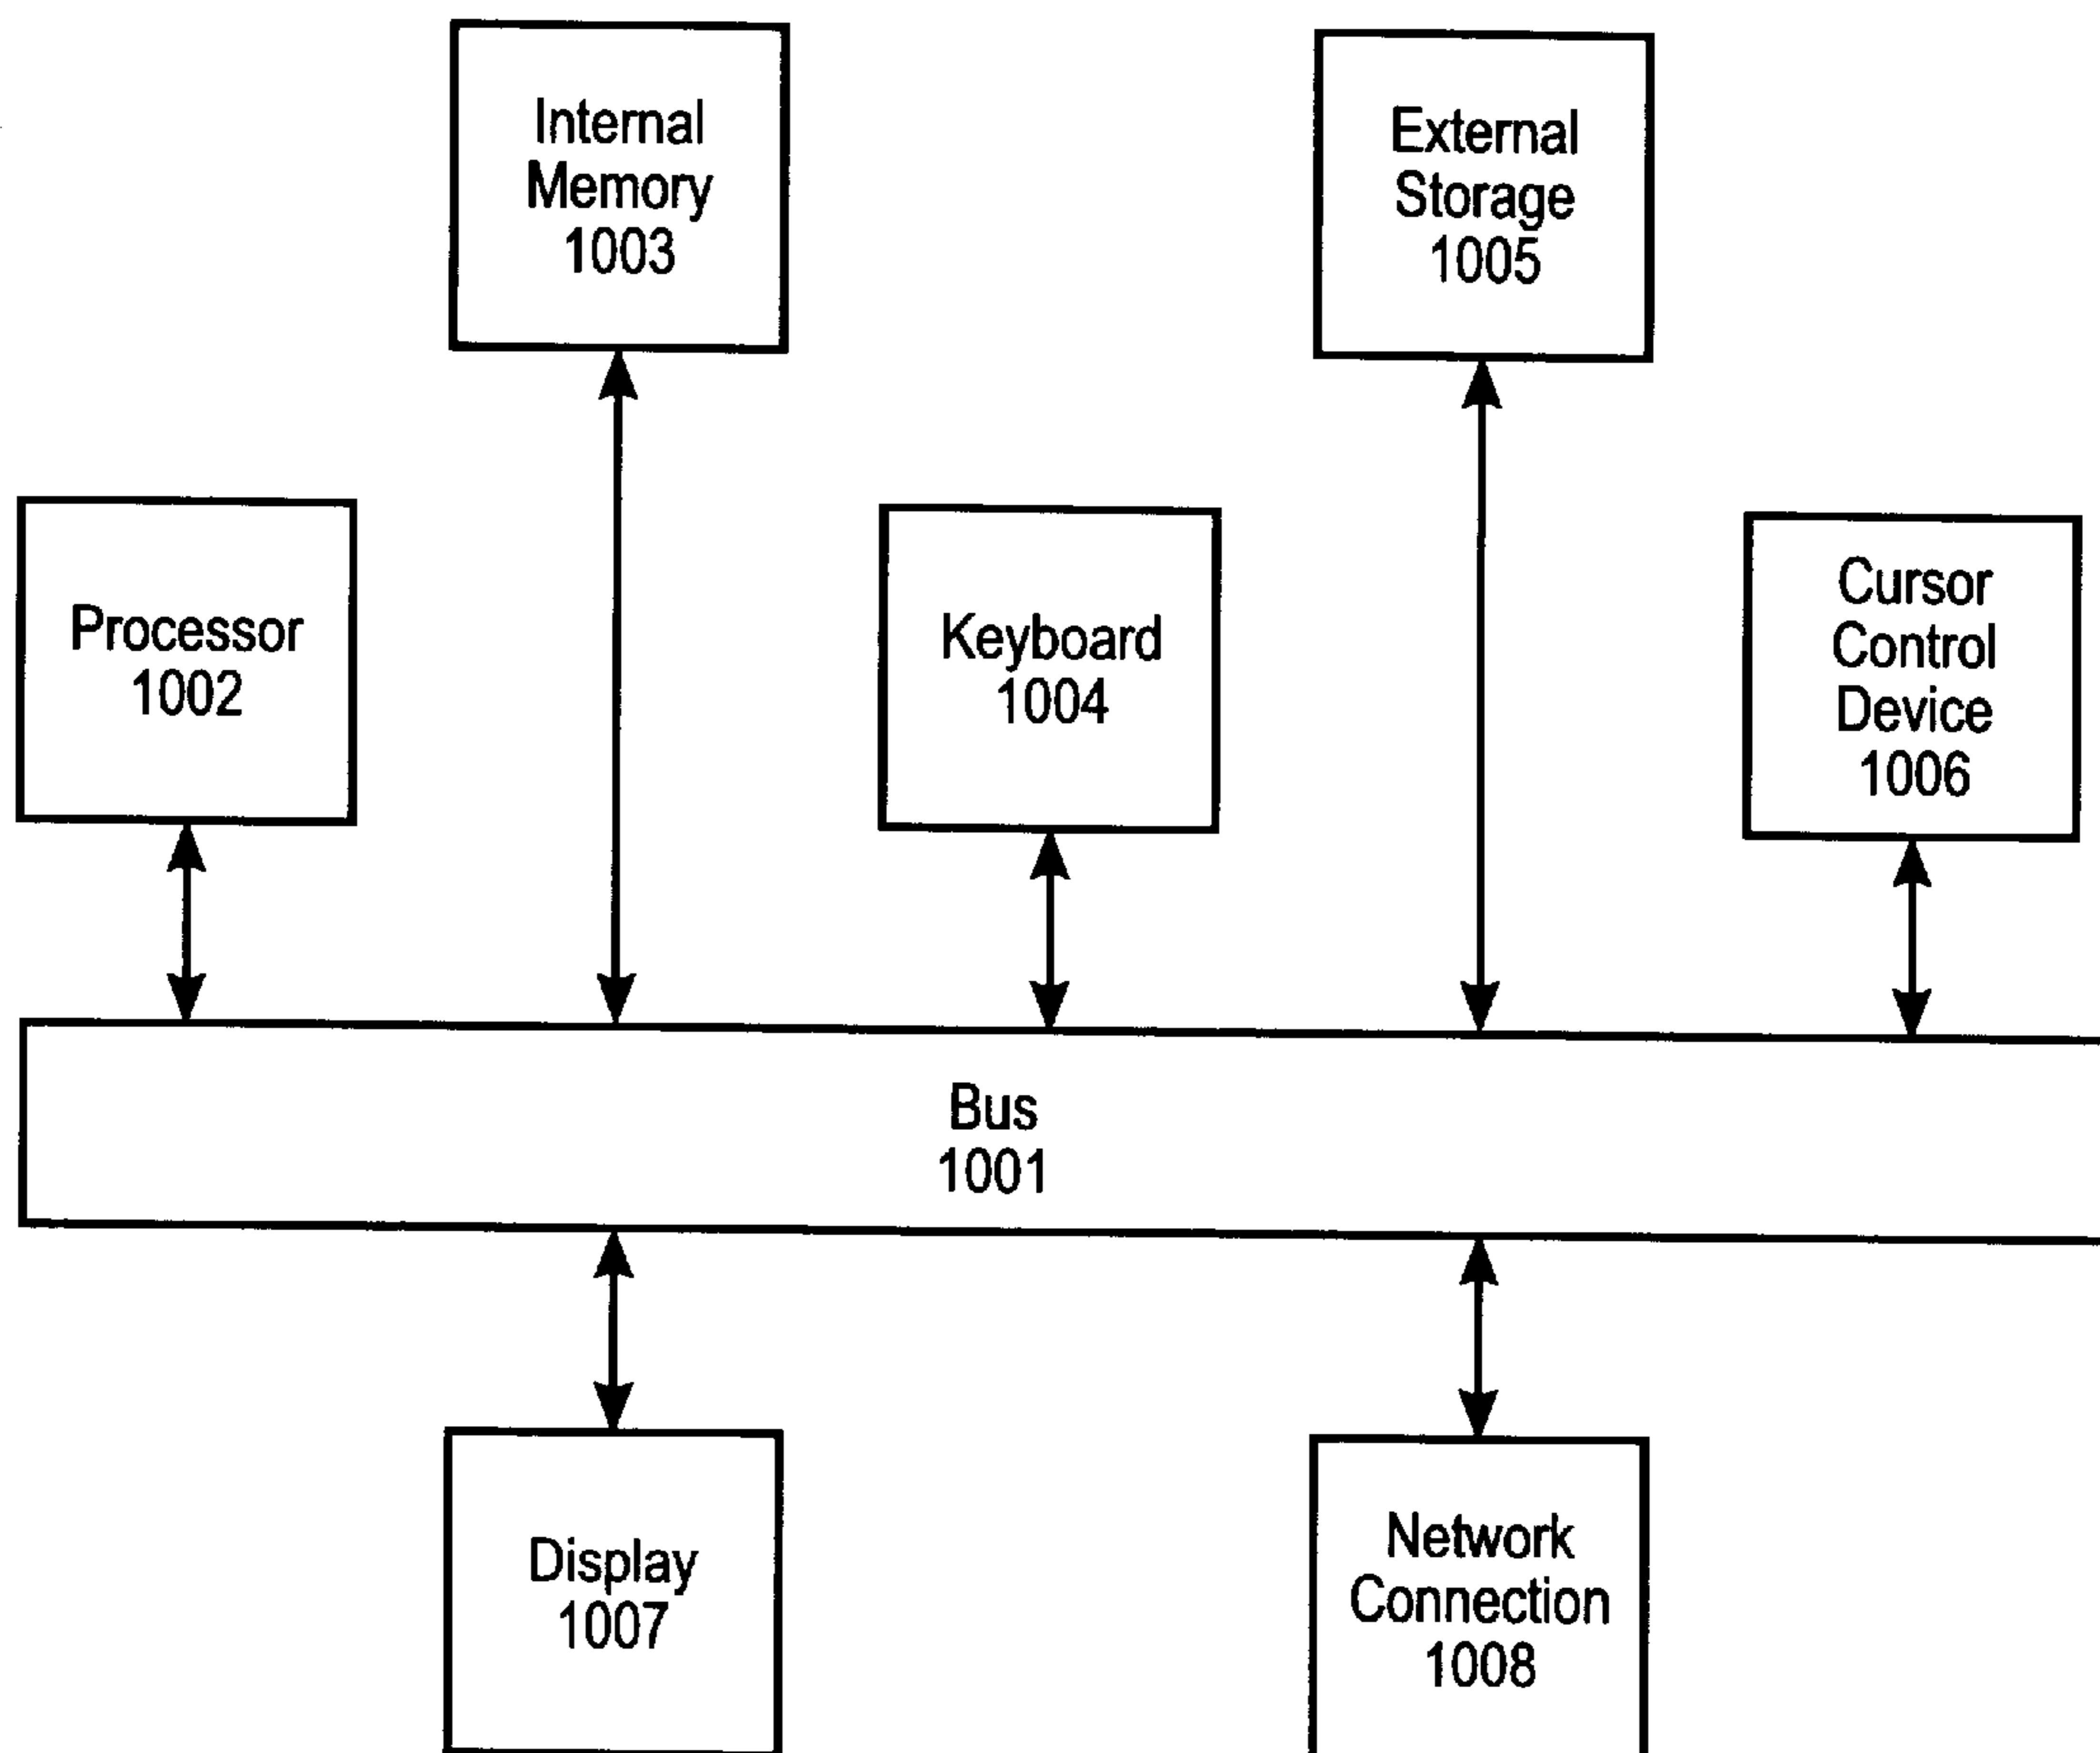 Internal
Memory
1003
External
Storage
1005
Processor
1002
Keyboard
1004
Cursor
Control
Device
1006
Bus
1001
Display
1007
Network
Connection
1008